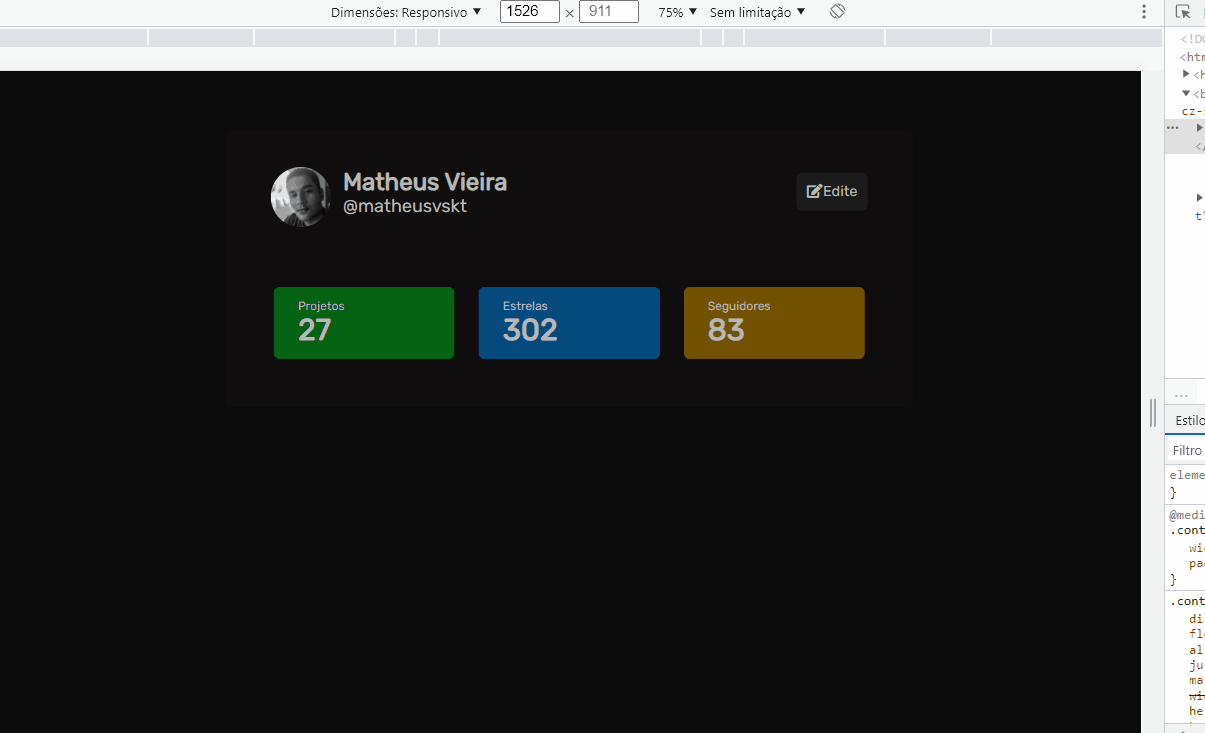 Dimensões: Responsivo ▼ 1526 × 911 75% ▼ Sem limitação ▼
Matheus Vieira
@matheusvskt
Edite
Projetos
27
Estrelas
302
Seguidores
83
<!D
<htm
▶<h
▼<b
cz-
... ▶
</
▶
t"
...
Estilo
Filtro
eleme
}
@medi
.cont
wi
pa
}
.cont
di
fl
al
ju
ma
wi
he